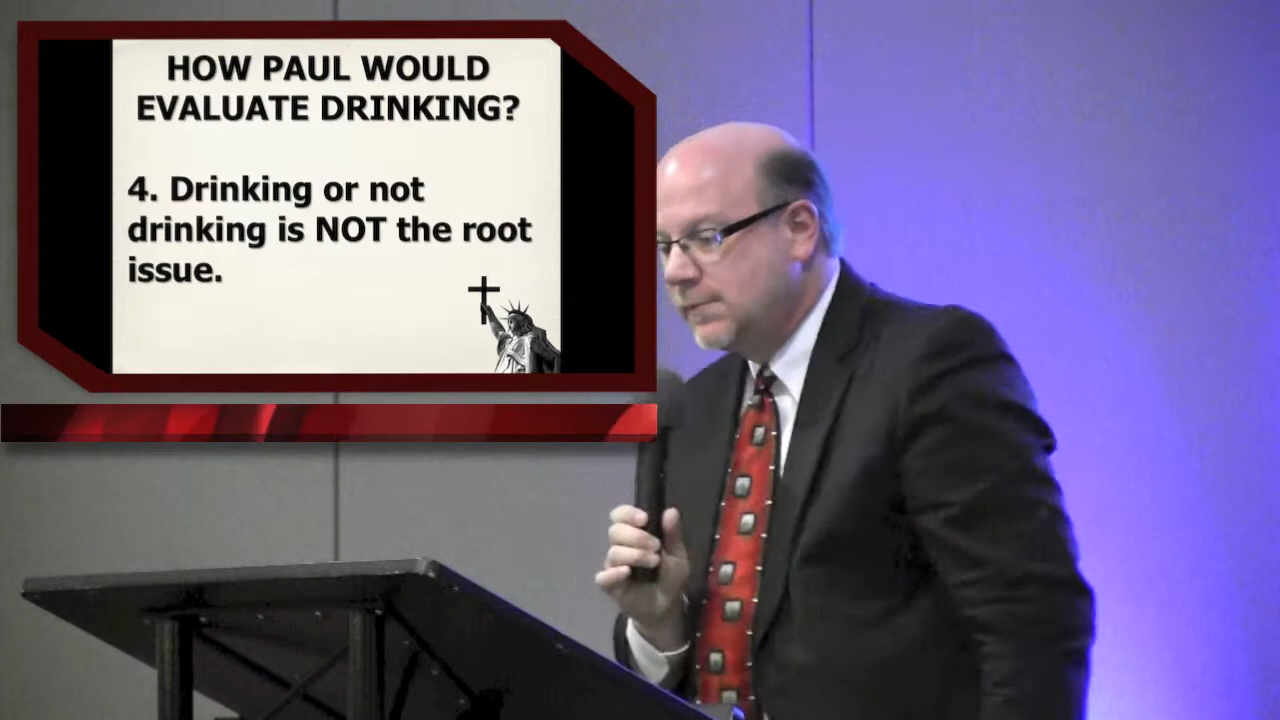 HOW PAUL WOULD
EVALUATE DRINKING?
4. Drinking or not
drinking is NOT the root
issue.